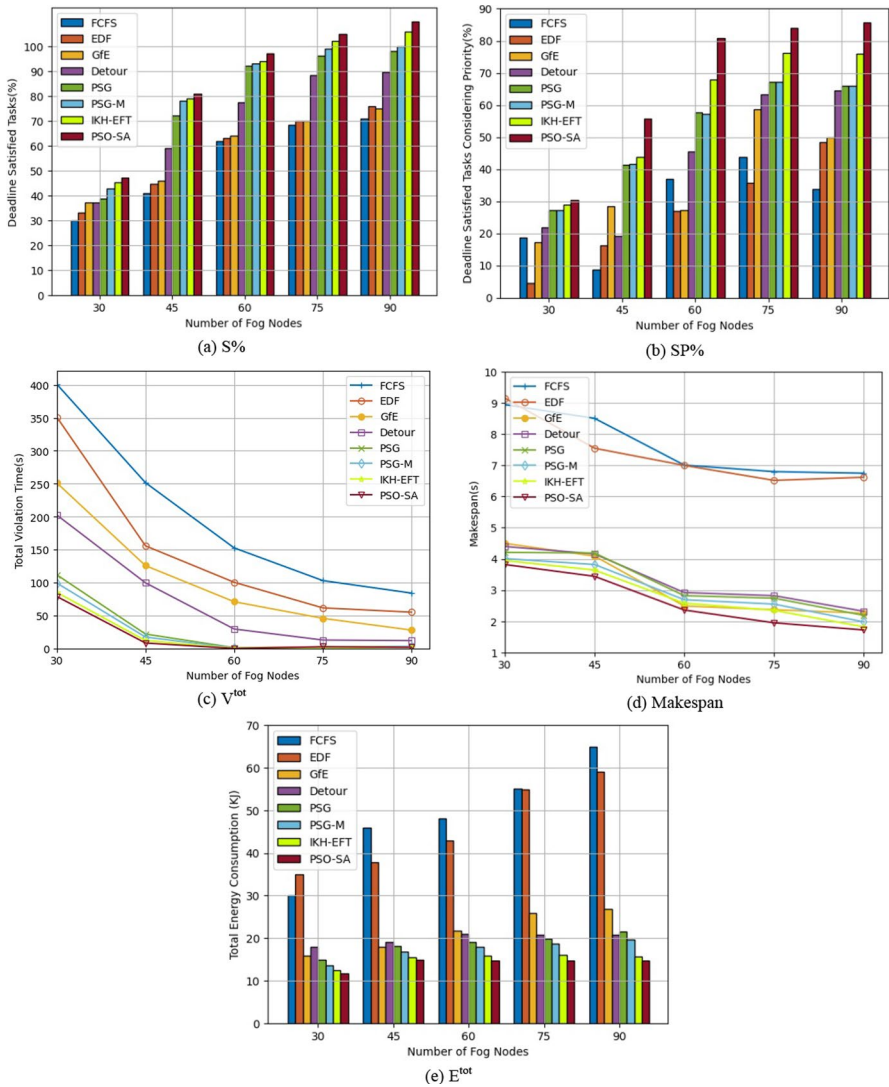 Deadline Satisfied Tasks(%)
100
90
80
70
60
50
40
30
20
10
0
FCFS
EDF
GfE
Detour
PSG
PSG-M
IKH-EFT
PSO-SA
30 45 60 75 90
Number of Fog Nodes
(a) S%
Deadline Satisfied Tasks Considering Priority(%)
90
80
70
60
50
40
30
20
10
0
FCFS
EDF
GfE
Detour
PSG
PSG-M
IKH-EFT
PSO-SA
30 45 60 75 90
Number of Fog Nodes
(b) SP%
Total Violation Time(s)
400
350
300
250
200
150
100
50
0
FCFS
EDF
GfE
Detour
PSG
PSG-M
IKH-EFT
PSO-SA
30 45 60 75 90
Number of Fog Nodes
(c) V^tot
Makespan(s)
10
9
8
7
6
5
4
3
2
1
FCFS
EDF
GfE
Detour
PSG
PSG-M
IKH-EFT
PSO-SA
30 45 60 75 90
Number of Fog Nodes
(d) Makespan
Total Energy Consumption (KJ)
70
60
50
40
30
20
10
0
FCFS
EDF
GfE
Detour
PSG
PSG-M
IKH-EFT
PSO-SA
30 45 60 75 90
Number of Fog Nodes
(e) E^tot